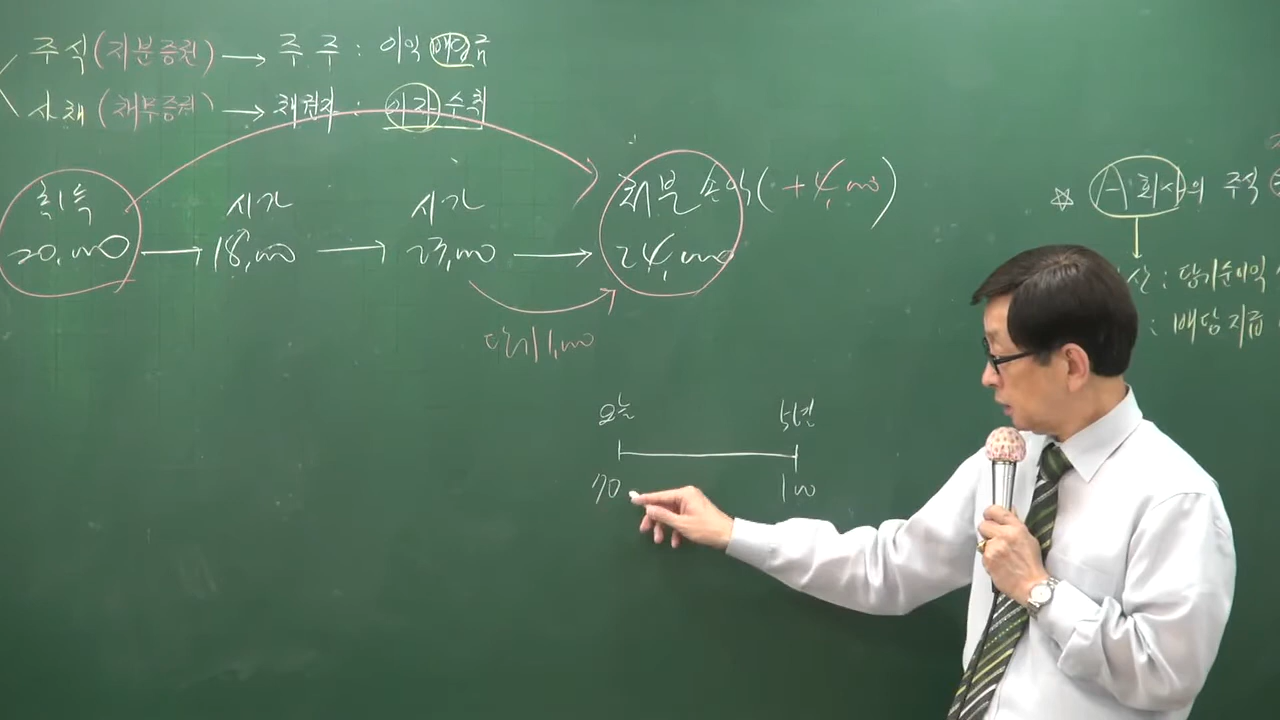 주식(지분증권) → 주주 : 이익배당금
사채(채무증권) → 채권자 : 이자수취
취득 시가 시가 처분손익(+4,000)
20,000 → 18,000 → 23,000 → 24,000
1,000
오늘 5년
70 100
☆ A회사의 주식
산 : 당기순이익
: 배당지급